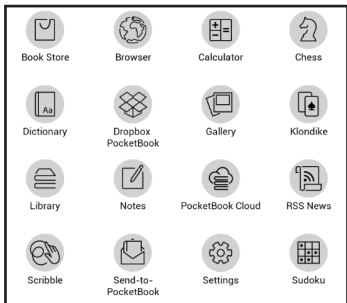 Book Store Browser Calculator Chess
Aa
Dictionary Dropbox Gallery Klondike
PocketBook
Library Notes PocketBook Cloud RSS News
Scribble Send-to- Settings Sudoku
PocketBook